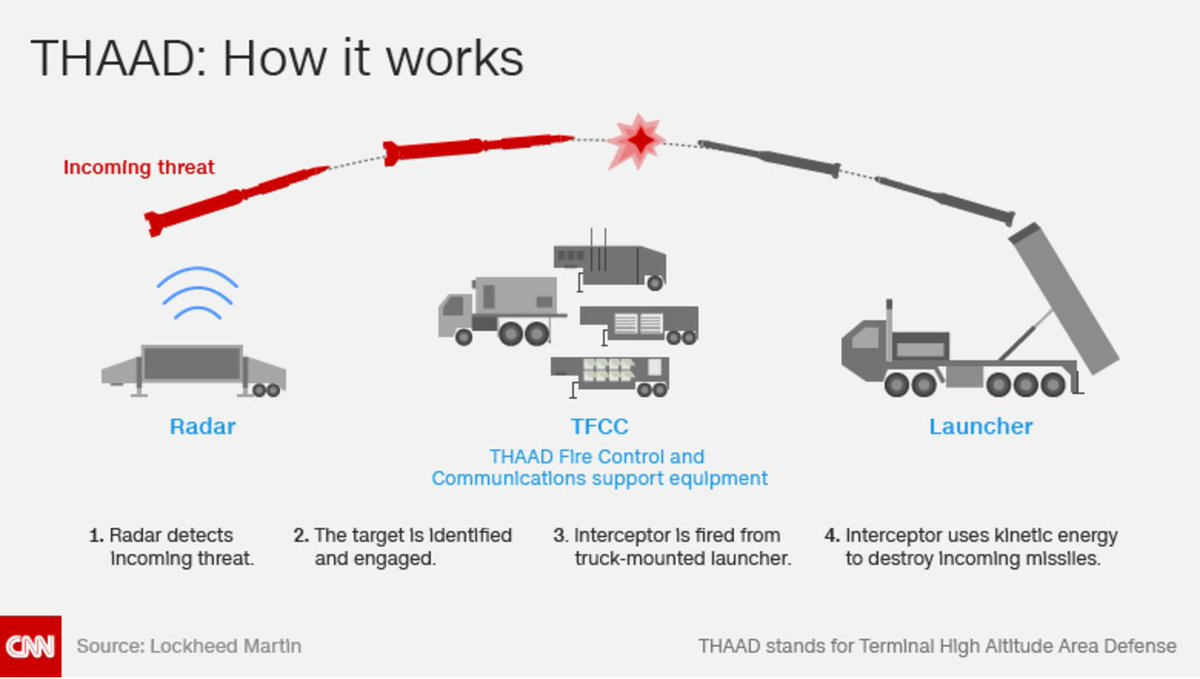 THAAD: How it works
Incoming threat
Radar
TFCC
THAAD Fire Control and
Communications support equipment
Launcher
1. Radar detects
incoming threat.
2. The target is identified
and engaged.
3. Interceptor is fired from
truck-mounted launcher.
4. Interceptor uses kinetic energy
to destroy incoming missiles.
CNN
Source: Lockheed Martin
THAAD stands for Terminal High Altitude Area Defense